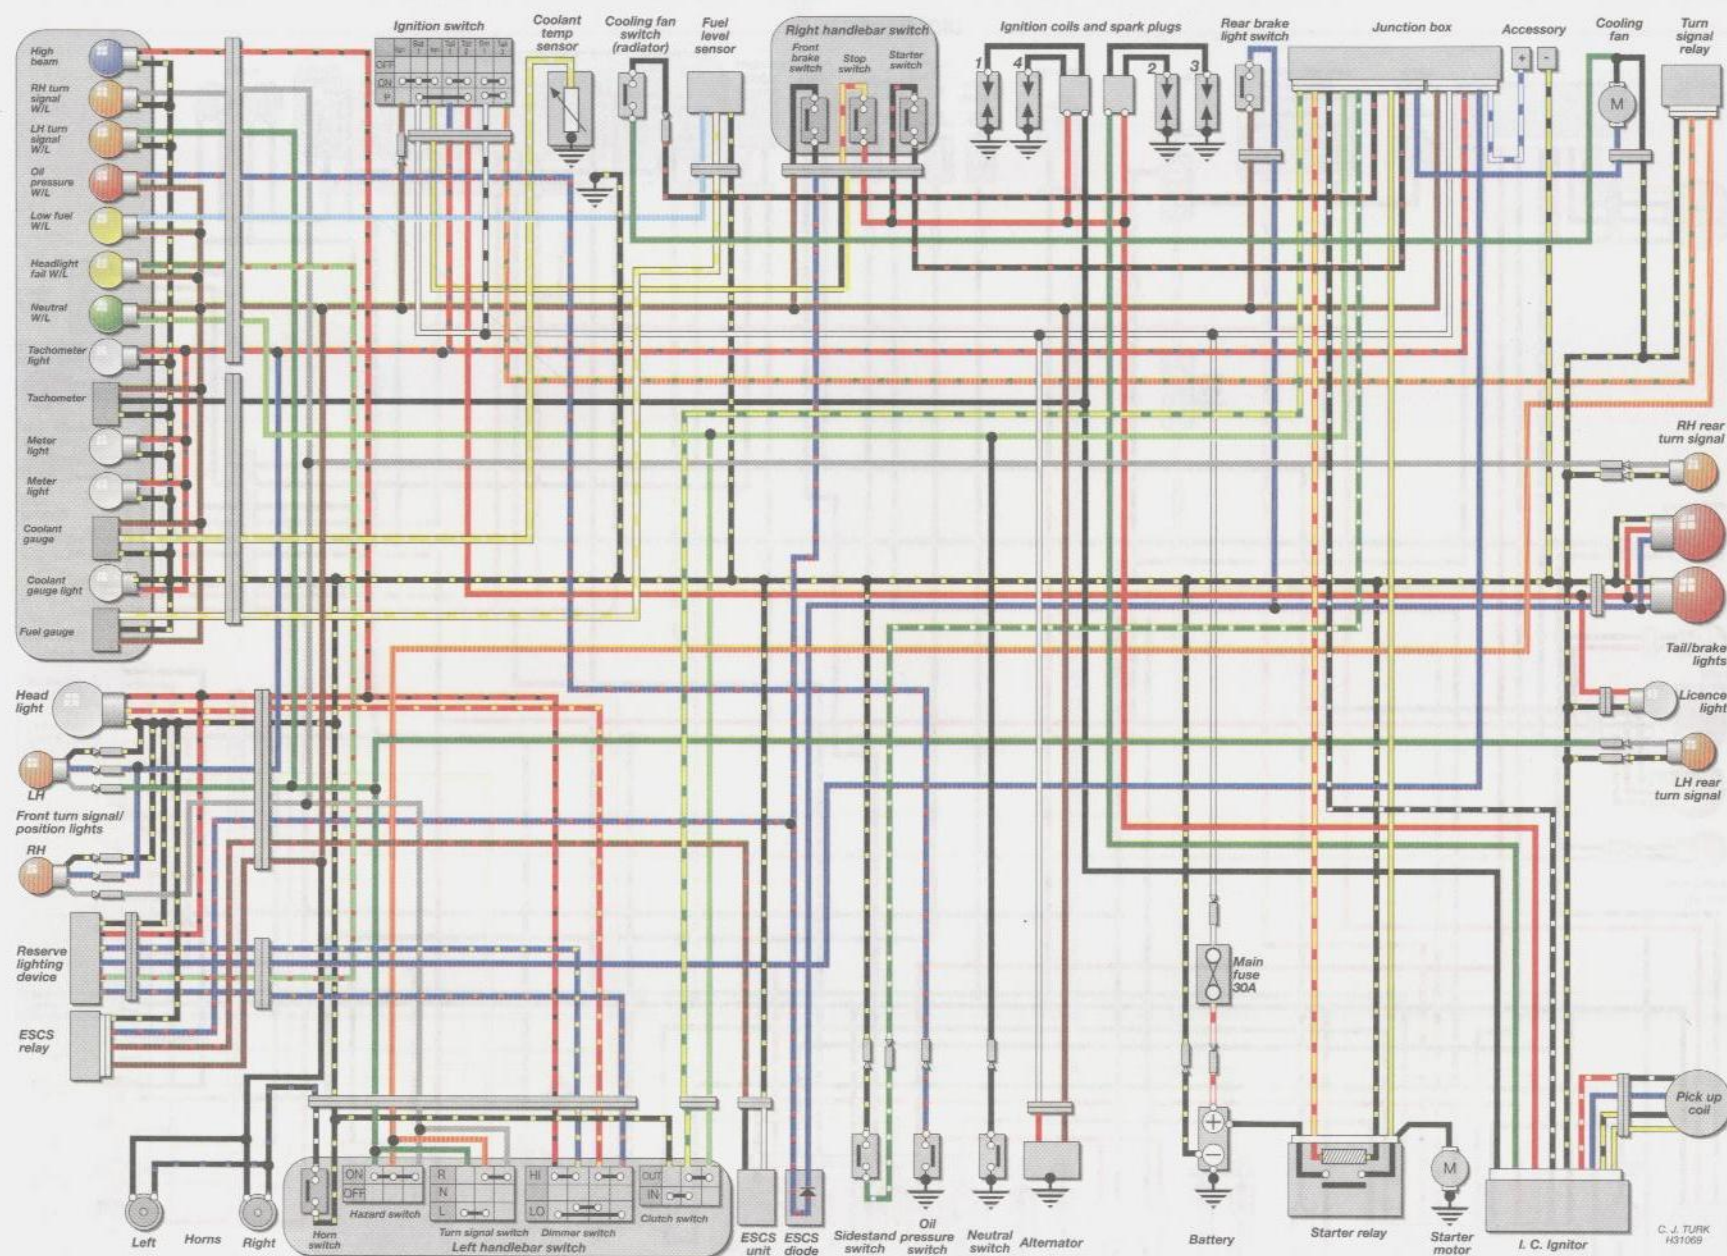 High
beam
RH turn
signal
W/L
LH turn
signal
W/L
Oil
pressure
W/L
Low fuel
W/L
Headlight
fail W/L
Neutral
W/L
Tachometer
light
Tachometer
Meter
light
Meter
light
Coolant
gauge
Coolant
gauge light
Fuel gauge
Ignition switch
OFF
ON
P
Coolant
temp
sensor
Cooling fan
switch
(radiator)
Fuel
level
sensor
Right handlebar switch
Front
brake
switch
Stop
switch
Starter
switch
Ignition coils and spark plugs
1
4
2
3
Rear brake
light switch
Junction box
Accessory
+
-
Cooling
fan
M
Turn
signal
relay
RH rear
turn signal
Tail/brake
lights
Licence
light
LH rear
turn signal
Head
light
LH
Front turn signal/
position lights
RH
Reserve
lighting
device
ESCS
relay
Main
fuse
30A
Pick up
coil
Left
Horns
Right
Horn
switch
ON
OFF
Hazard switch
R
N
L
Turn signal switch
HI
LO
Dimmer switch
OUT
IN
Clutch switch
Left handlebar switch
ESCS
unit
ESCS
diode
Sidestand
switch
Oil
pressure
switch
Neutral
switch
Alternator
+
−
Battery
Starter relay
M
Starter
motor
I. C. Ignitor
C. J. TURK
H31069